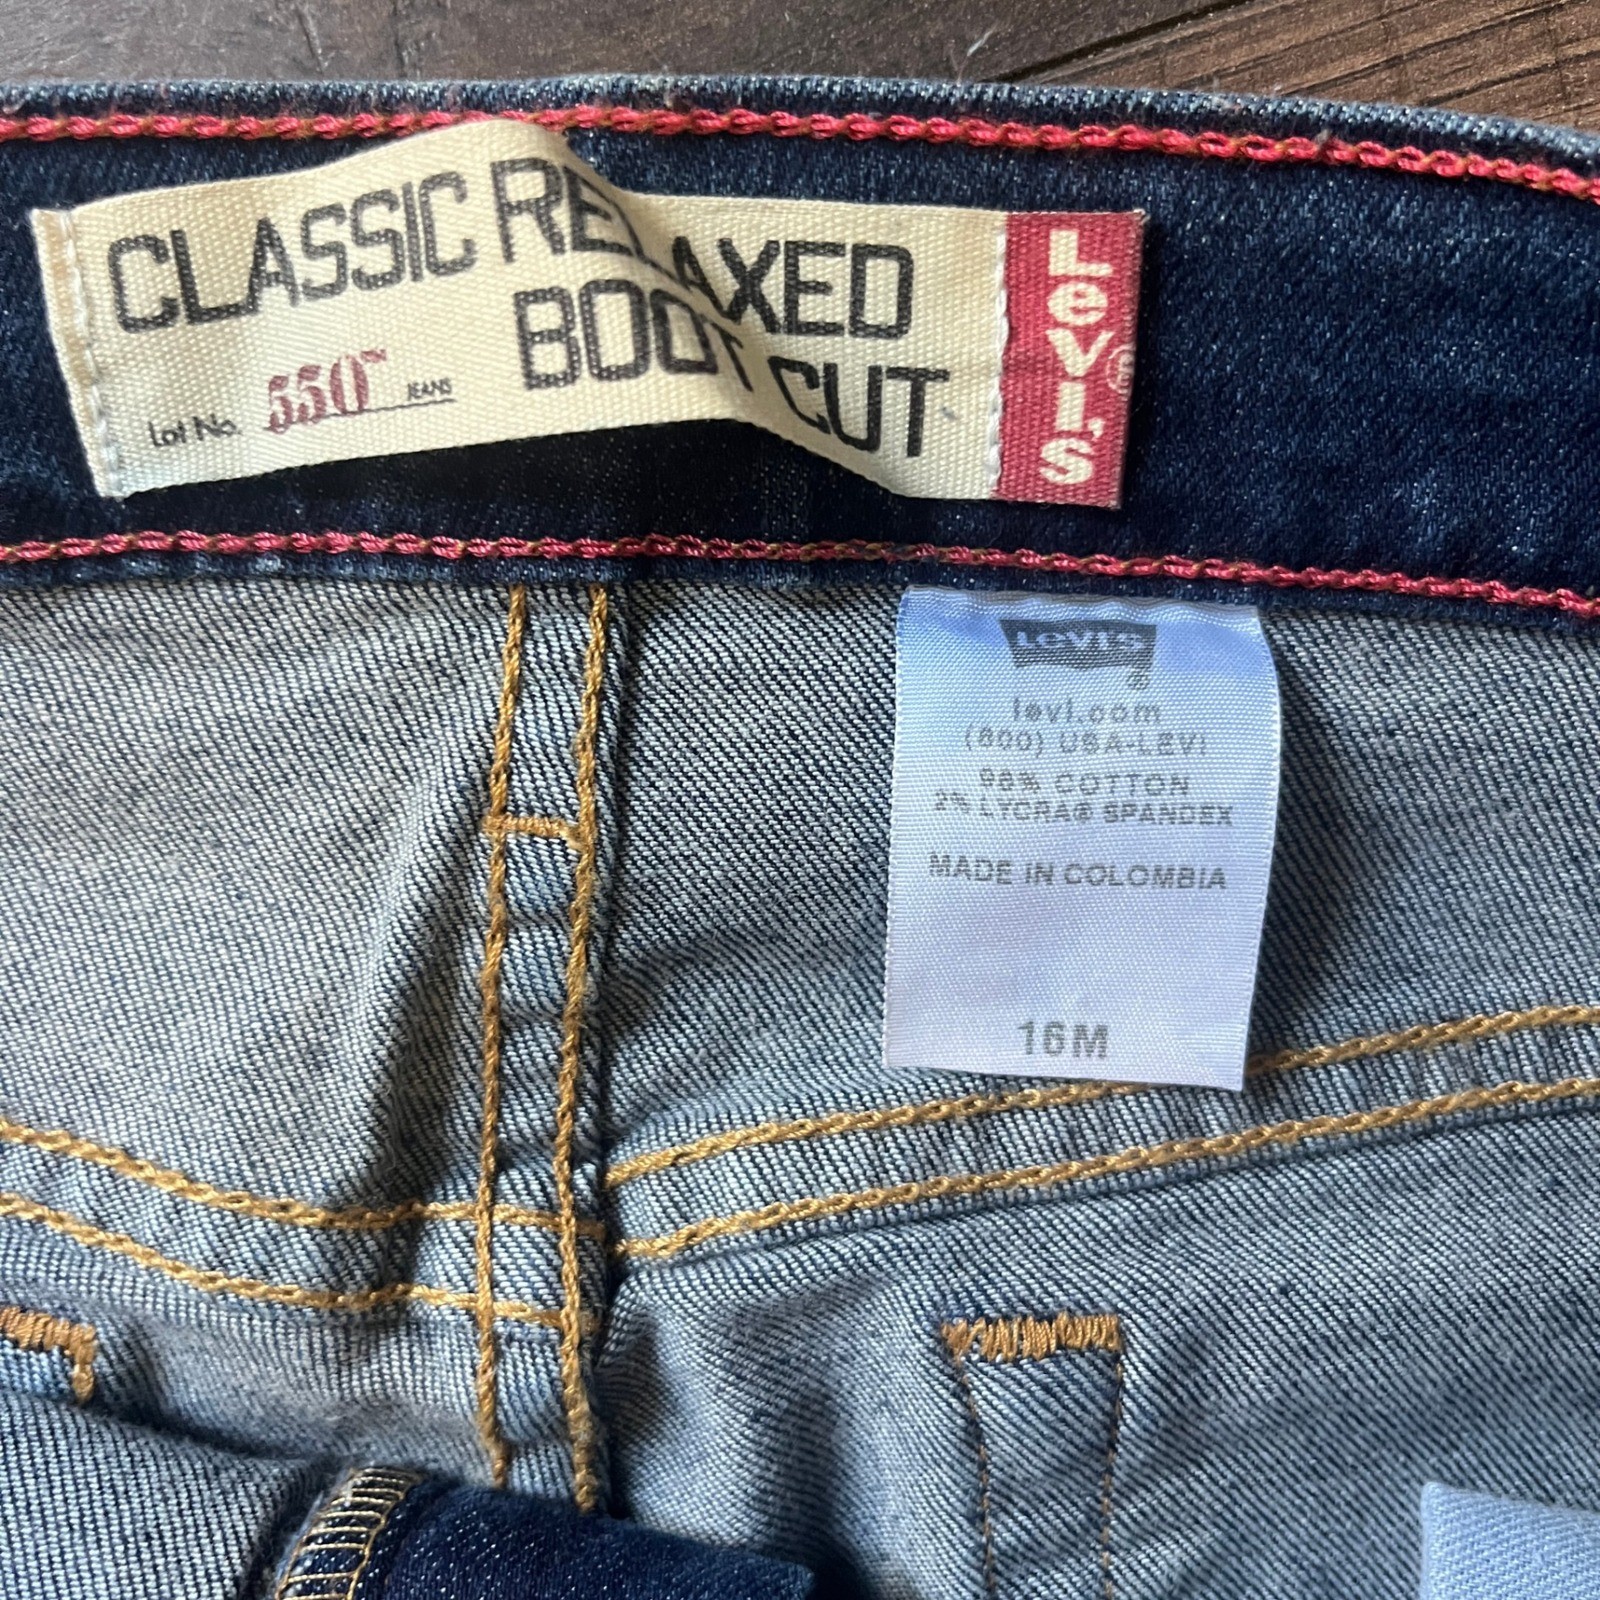 CLASSIC RELAXED
BOOT CUT
Lot No. 550™ JEANS
Levi's®
Levi's®
levi.com
(800) USA-LEVI
98% COTTON
2% LYCRA® SPANDEX
MADE IN COLOMBIA
16M